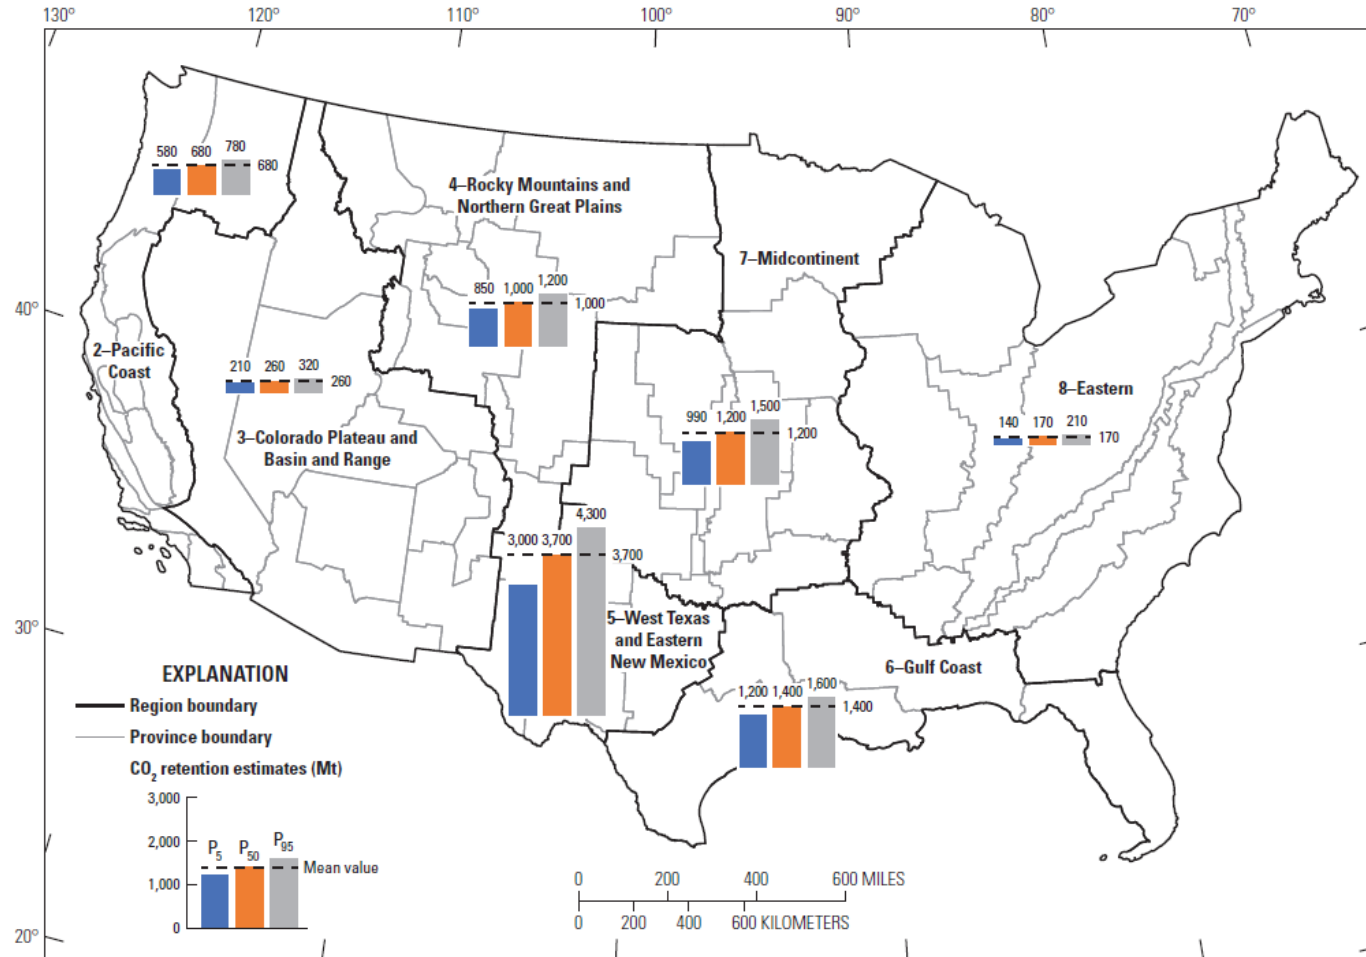 130° 120° 110° 100° 90° 80° 70°
40°
30°
20°
580 680 780
680
4–Rocky Mountains and
Northern Great Plains
850 1,000 1,200
1,000
7–Midcontinent
2–Pacific
Coast
210 260 320
260
3–Colorado Plateau and
Basin and Range
990 1,200 1,500
1,200
8–Eastern
140 170 210
170
3,000 3,700 4,300
3,700
5–West Texas
and Eastern
New Mexico
6–Gulf Coast
1,200 1,400 1,600
1,400
EXPLANATION
Region boundary
Province boundary
CO2 retention estimates (Mt)
3,000
2,000
1,000
0
P5 P50 P95
Mean value
0 200 400 600 MILES
0 200 400 600 KILOMETERS